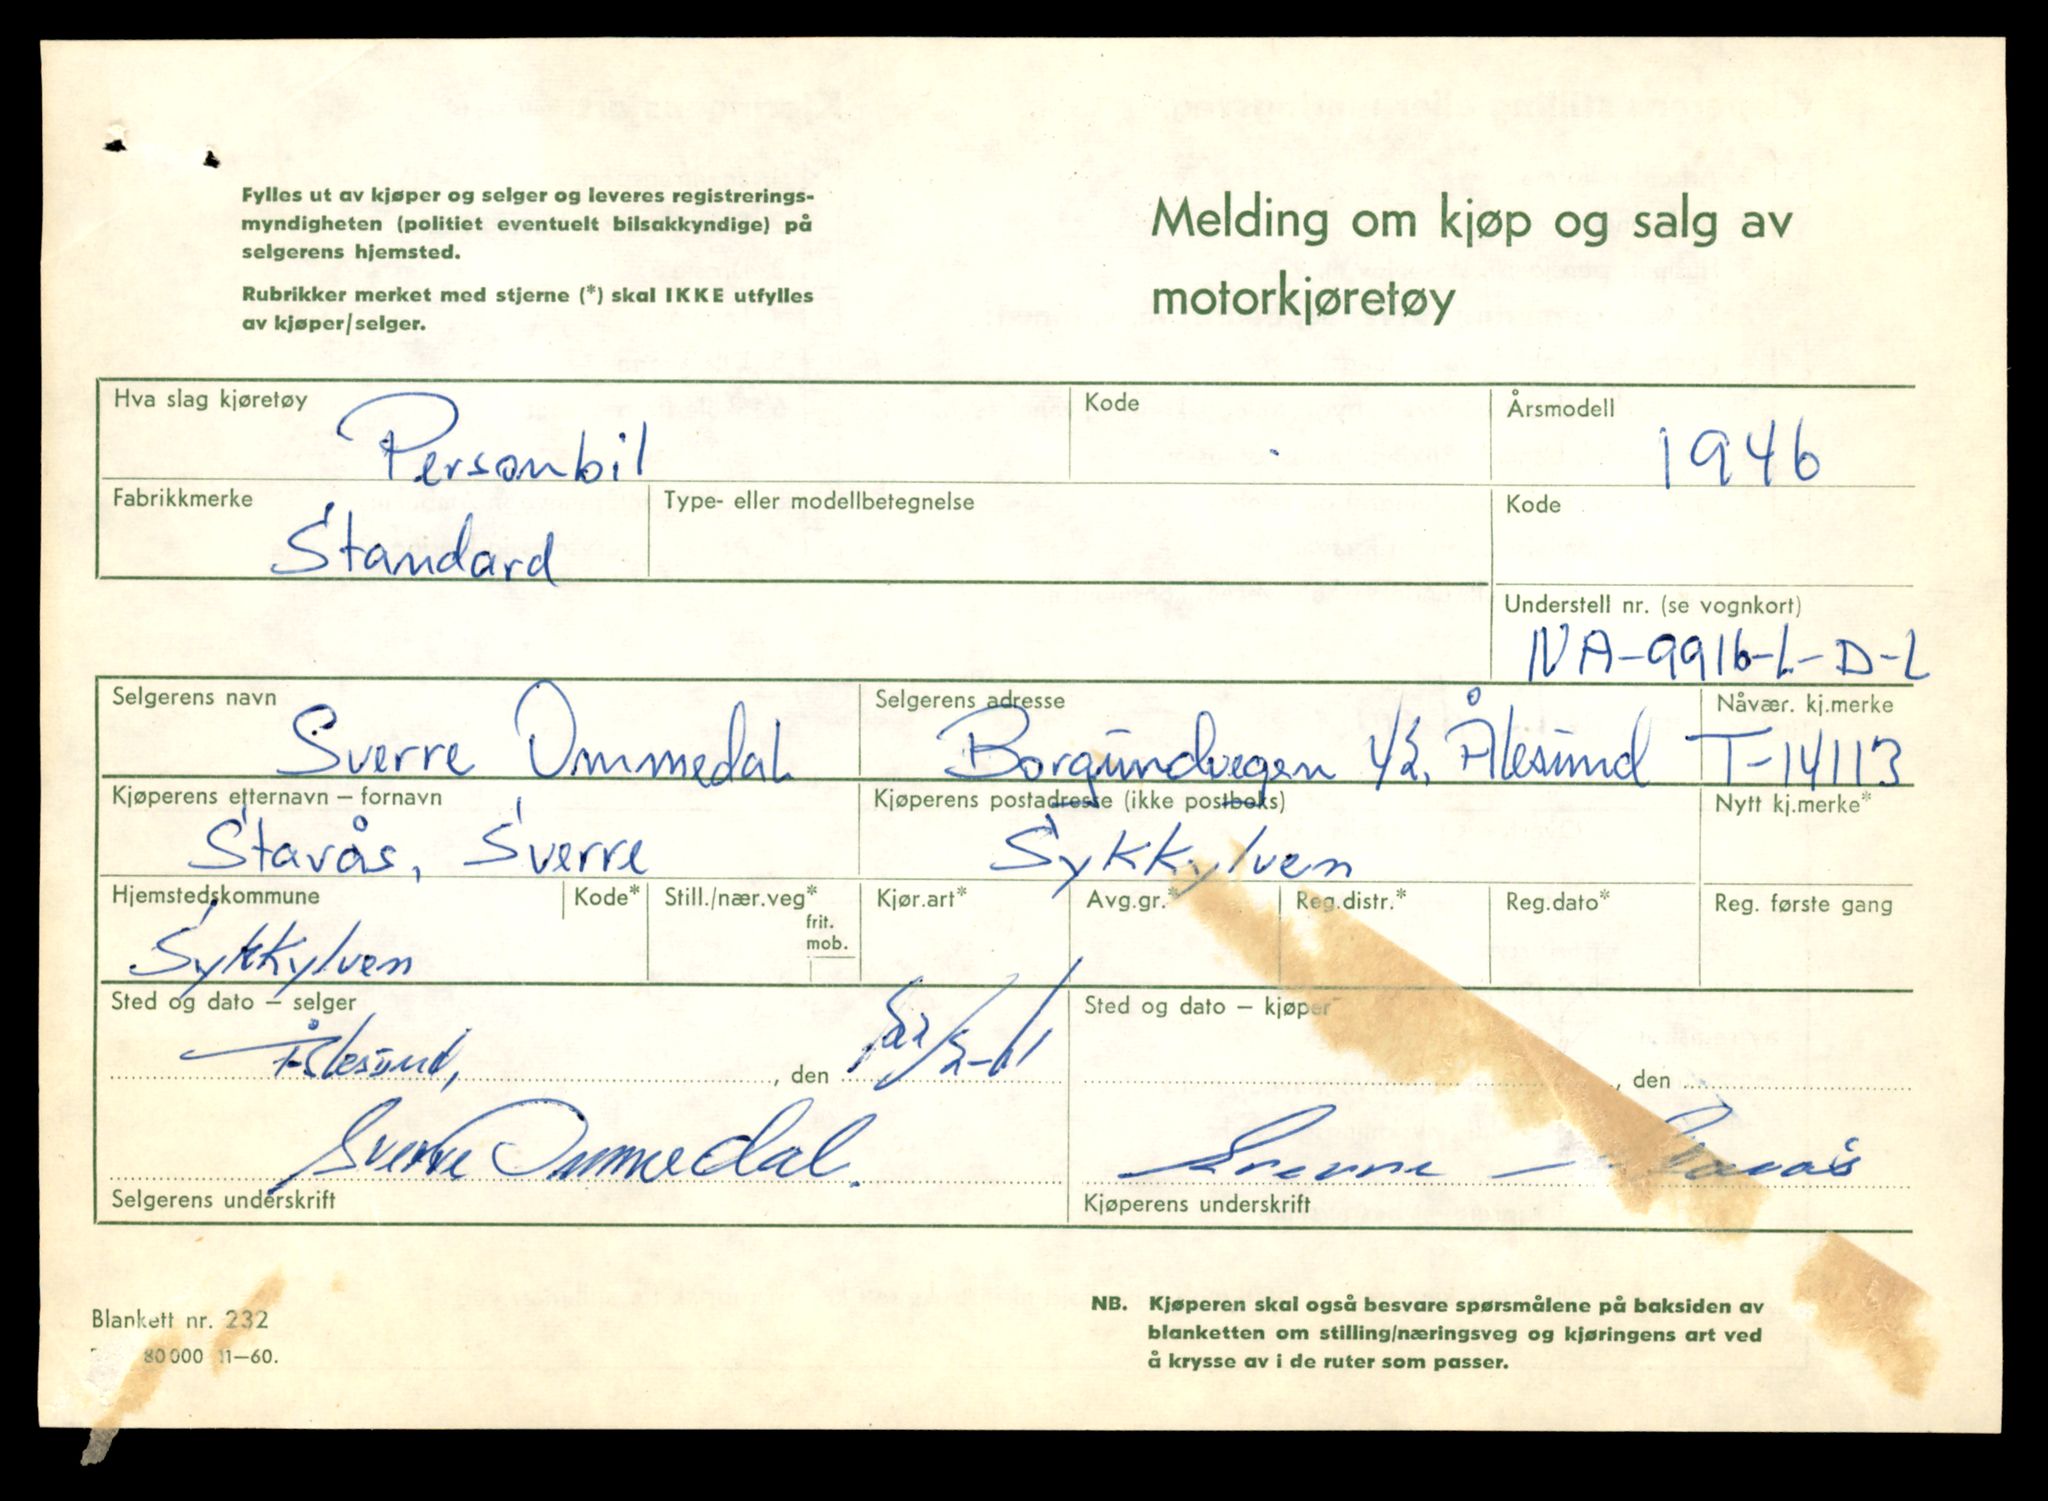 Fylles ut av kjøper og selger og leveres registrerings-
myndigheten (politiet eventuelt bilsakkyndige) på
selgerens hjemsted.
Rubrikker merket med stjerne (*) skal IKKE utfylles
av kjøper/selger.
Melding om kjøp og salg av
motorkjøretøy
Hva slag kjøretøy
Personbil
Kode
Årsmodell
1946
Fabrikkmerke
Standard
Type- eller modellbetegnelse
Kode
Understell nr. (se vognkort)
NA-9916-L-D-L
Selgerens navn
Sverre Ommedal
Selgerens adresse
Borgundvegen Ålesund
Nåvær. kj.merke
T-14113
Kjøperens etternavn – fornavn
Stavås, Sverre
Kjøperens postadresse (ikke postboks)
Sykkylven
Nytt kj.merke*
Hjemstedskommune
Sykkylven
Kode*
Still./nær.veg*
frit.
mob.
Kjør.art*
Avg.gr.*
Reg.distr.*
Reg.dato*
Reg. første gang
Sted og dato – selger
Ålesund, , den
Sted og dato – kjøper
, den
Sverre Ommedal.
Selgerens underskrift
Sverre Stavås
Kjøperens underskrift
Blankett nr. 232
80 000 11–60.
NB. Kjøperen skal også besvare spørsmålene på baksiden av
blanketten om stilling/næringsveg og kjøringens art ved
å krysse av i de ruter som passer.